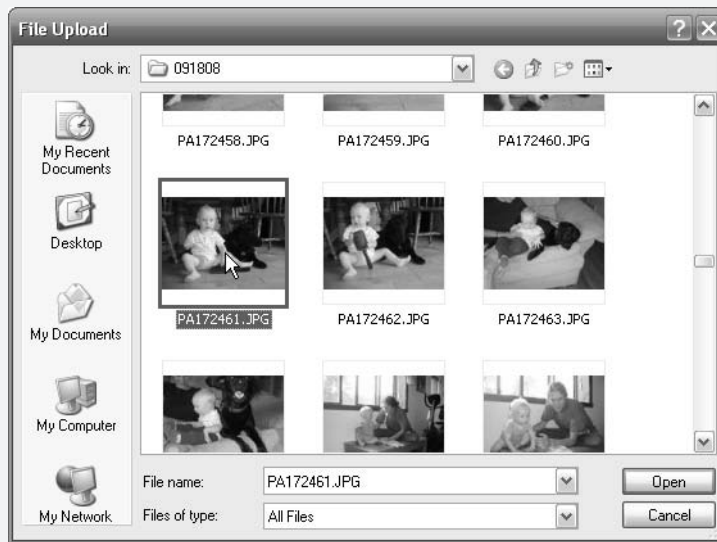 File Upload
?
X
Look in:
091808
My Recent
Documents
Desktop
My Documents
My Computer
My Network
PA172458.JPG
PA172459.JPG
PA172460.JPG
PA172461.JPG
PA172462.JPG
PA172463.JPG
File name:
PA172461.JPG
Open
Files of type:
All Files
Cancel